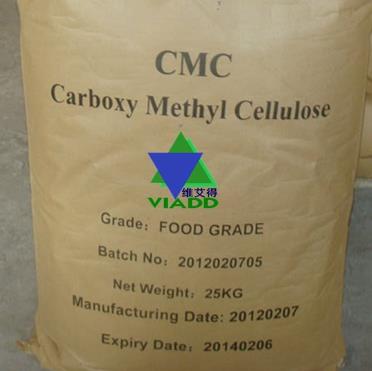 CMC
Carboxy Methyl Cellulose
维艾得
VIADD
Grade: FOOD GRADE
Batch No: 2012020705
Net Weight: 25KG
Manufacturing Date: 20120207
Expiry Date: 20140206